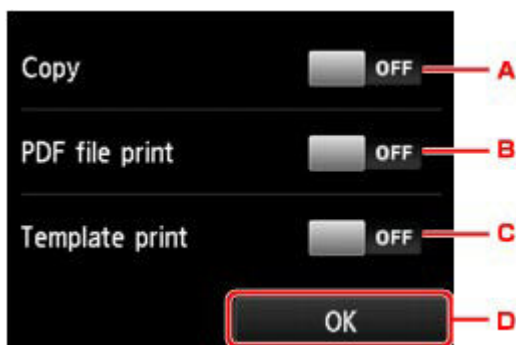 Copy OFF A
PDF file print OFF B
Template print OFF C
OK D